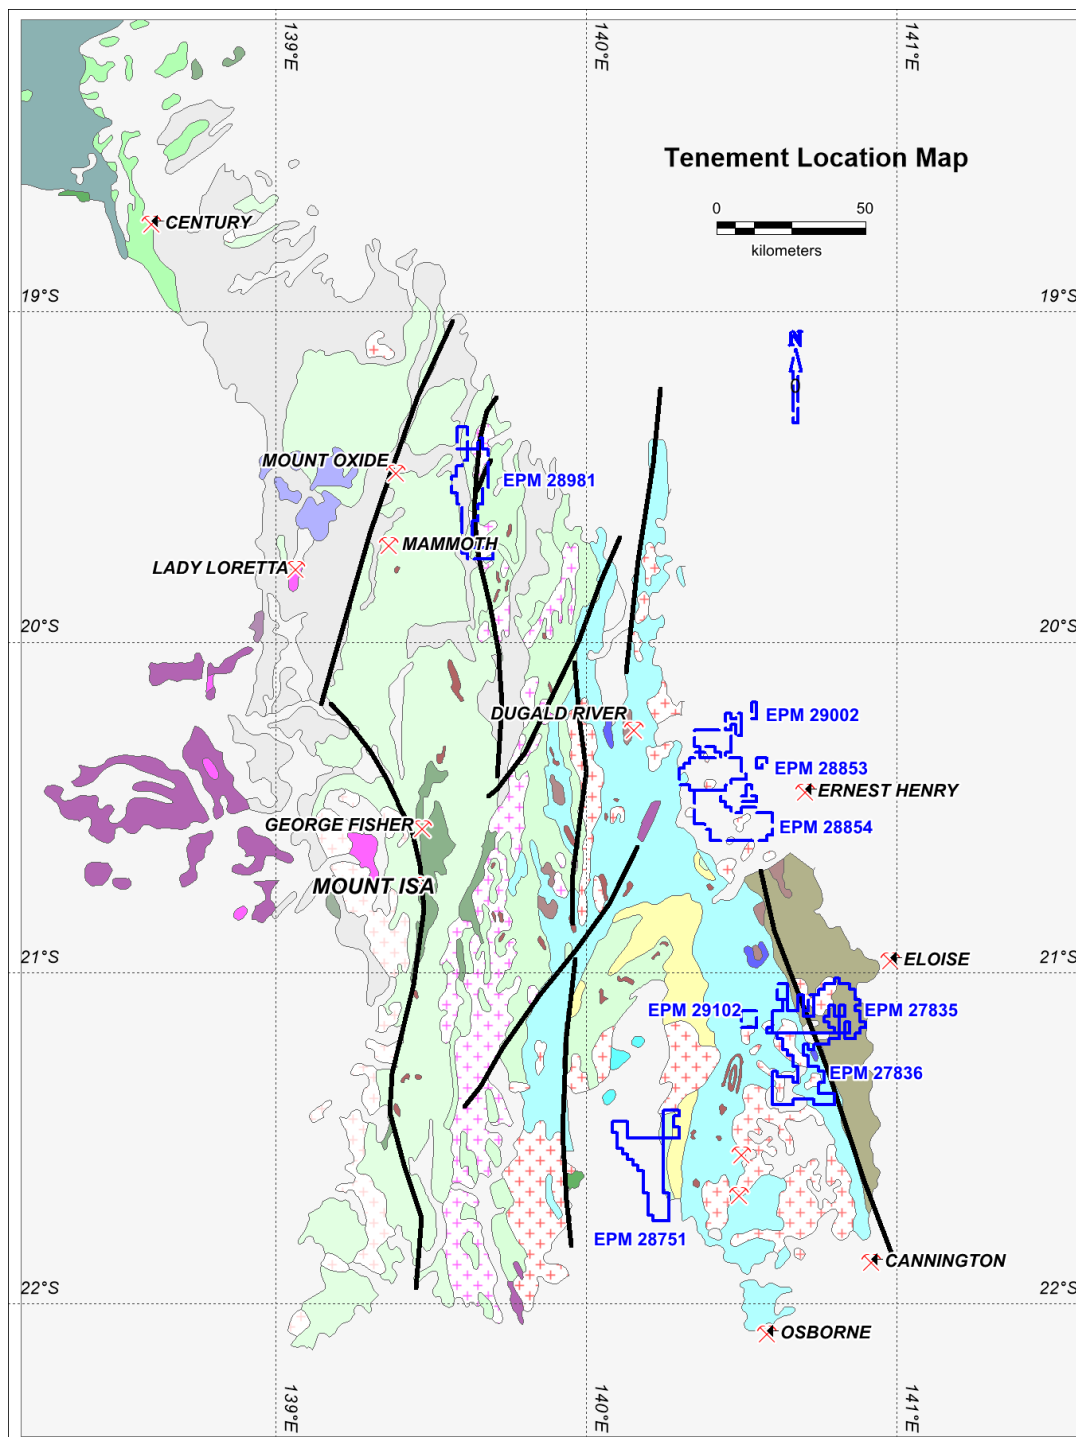 139°E
140°E
141°E
Tenement Location Map
0 50
kilometers
CENTURY
19°S
19°S
N
MOUNT OXIDE
EPM 28981
MAMMOTH
LADY LORETTA
20°S
20°S
DUGALD RIVER
EPM 29002
EPM 28853
ERNEST HENRY
GEORGE FISHER
EPM 28854
MOUNT ISA
ELOISE
21°S
21°S
EPM 29102
EPM 27835
EPM 27836
EPM 28751
CANNINGTON
22°S
22°S
OSBORNE
139°E
140°E
141°E